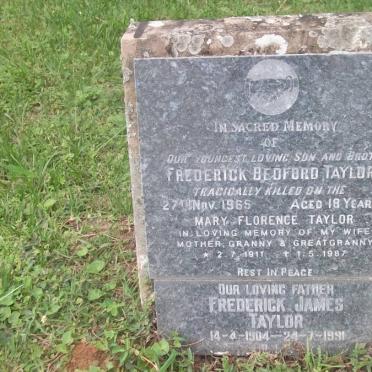 IN SACRED MEMORY
OF
OUR YOUNGEST LOVING SON AND BROT
FREDERICK BEDFORD TAYLOR
TRAGICALLY KILLED ON THE
27TH NOV. 1965 AGED 18 YEAR
MARY FLORENCE TAYLOR
IN LOVING MEMORY OF MY WIFE
MOTHER, GRANNY & GREATGRANNY
* 2.7.1911 † 1.5.1987
REST IN PEACE
OUR LOVING FATHER
FREDERICK JAMES
TAYLOR
14-4-1904-24-7-1991